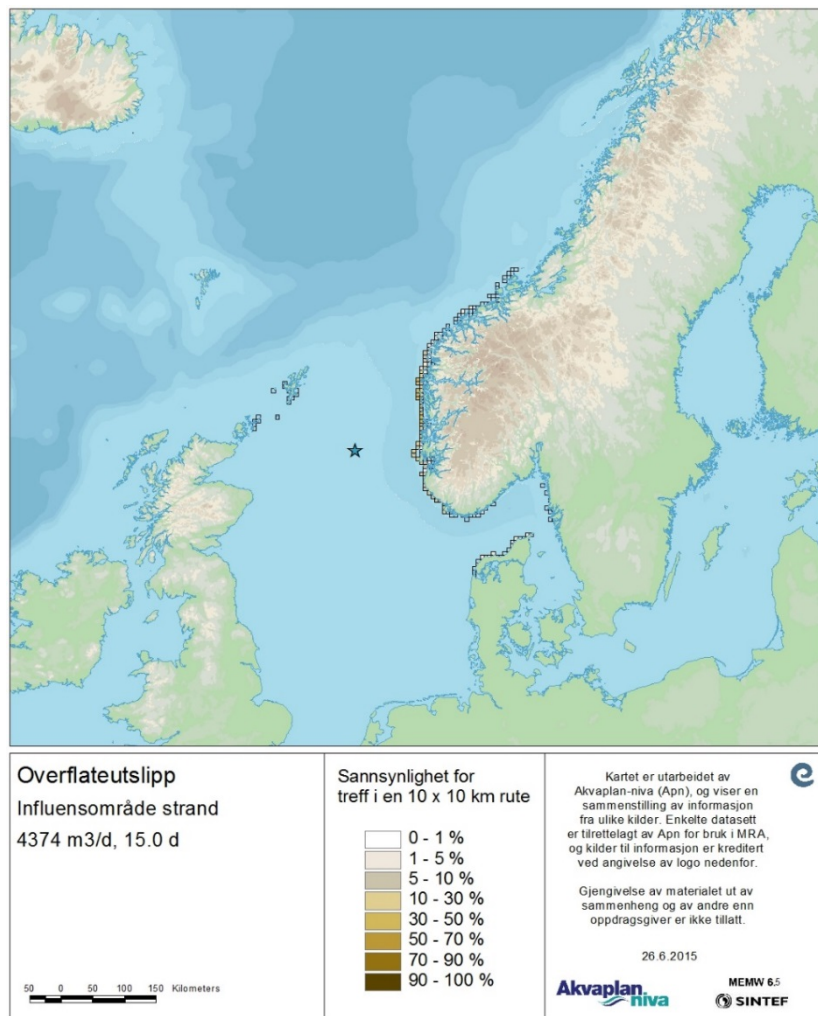 Overflateutslipp
Influensområde strand
4374 m3/d, 15.0 d
50 0 50 100 150 Kilometers
Sannsynlighet for
treff i en 10 x 10 km rute
0 - 1 %
1 - 5 %
5 - 10 %
10 - 30 %
30 - 50 %
50 - 70 %
70 - 90 %
90 - 100 %
Kartet er utarbeidet av
Akvaplan-niva (Apn), og viser en
sammenstilling av informasjon
fra ulike kilder. Enkelte datasett
er tilrettelagt av Apn for bruk i MRA,
og kilder til informasjon er kreditert
ved angivelse av logo nedenfor.
Gjengivelse av materialet ut av
sammenheng og av andre enn
oppdragsgiver er ikke tillatt.
26.6.2015
Akvaplan
niva
MEMW 6.5
SINTEF